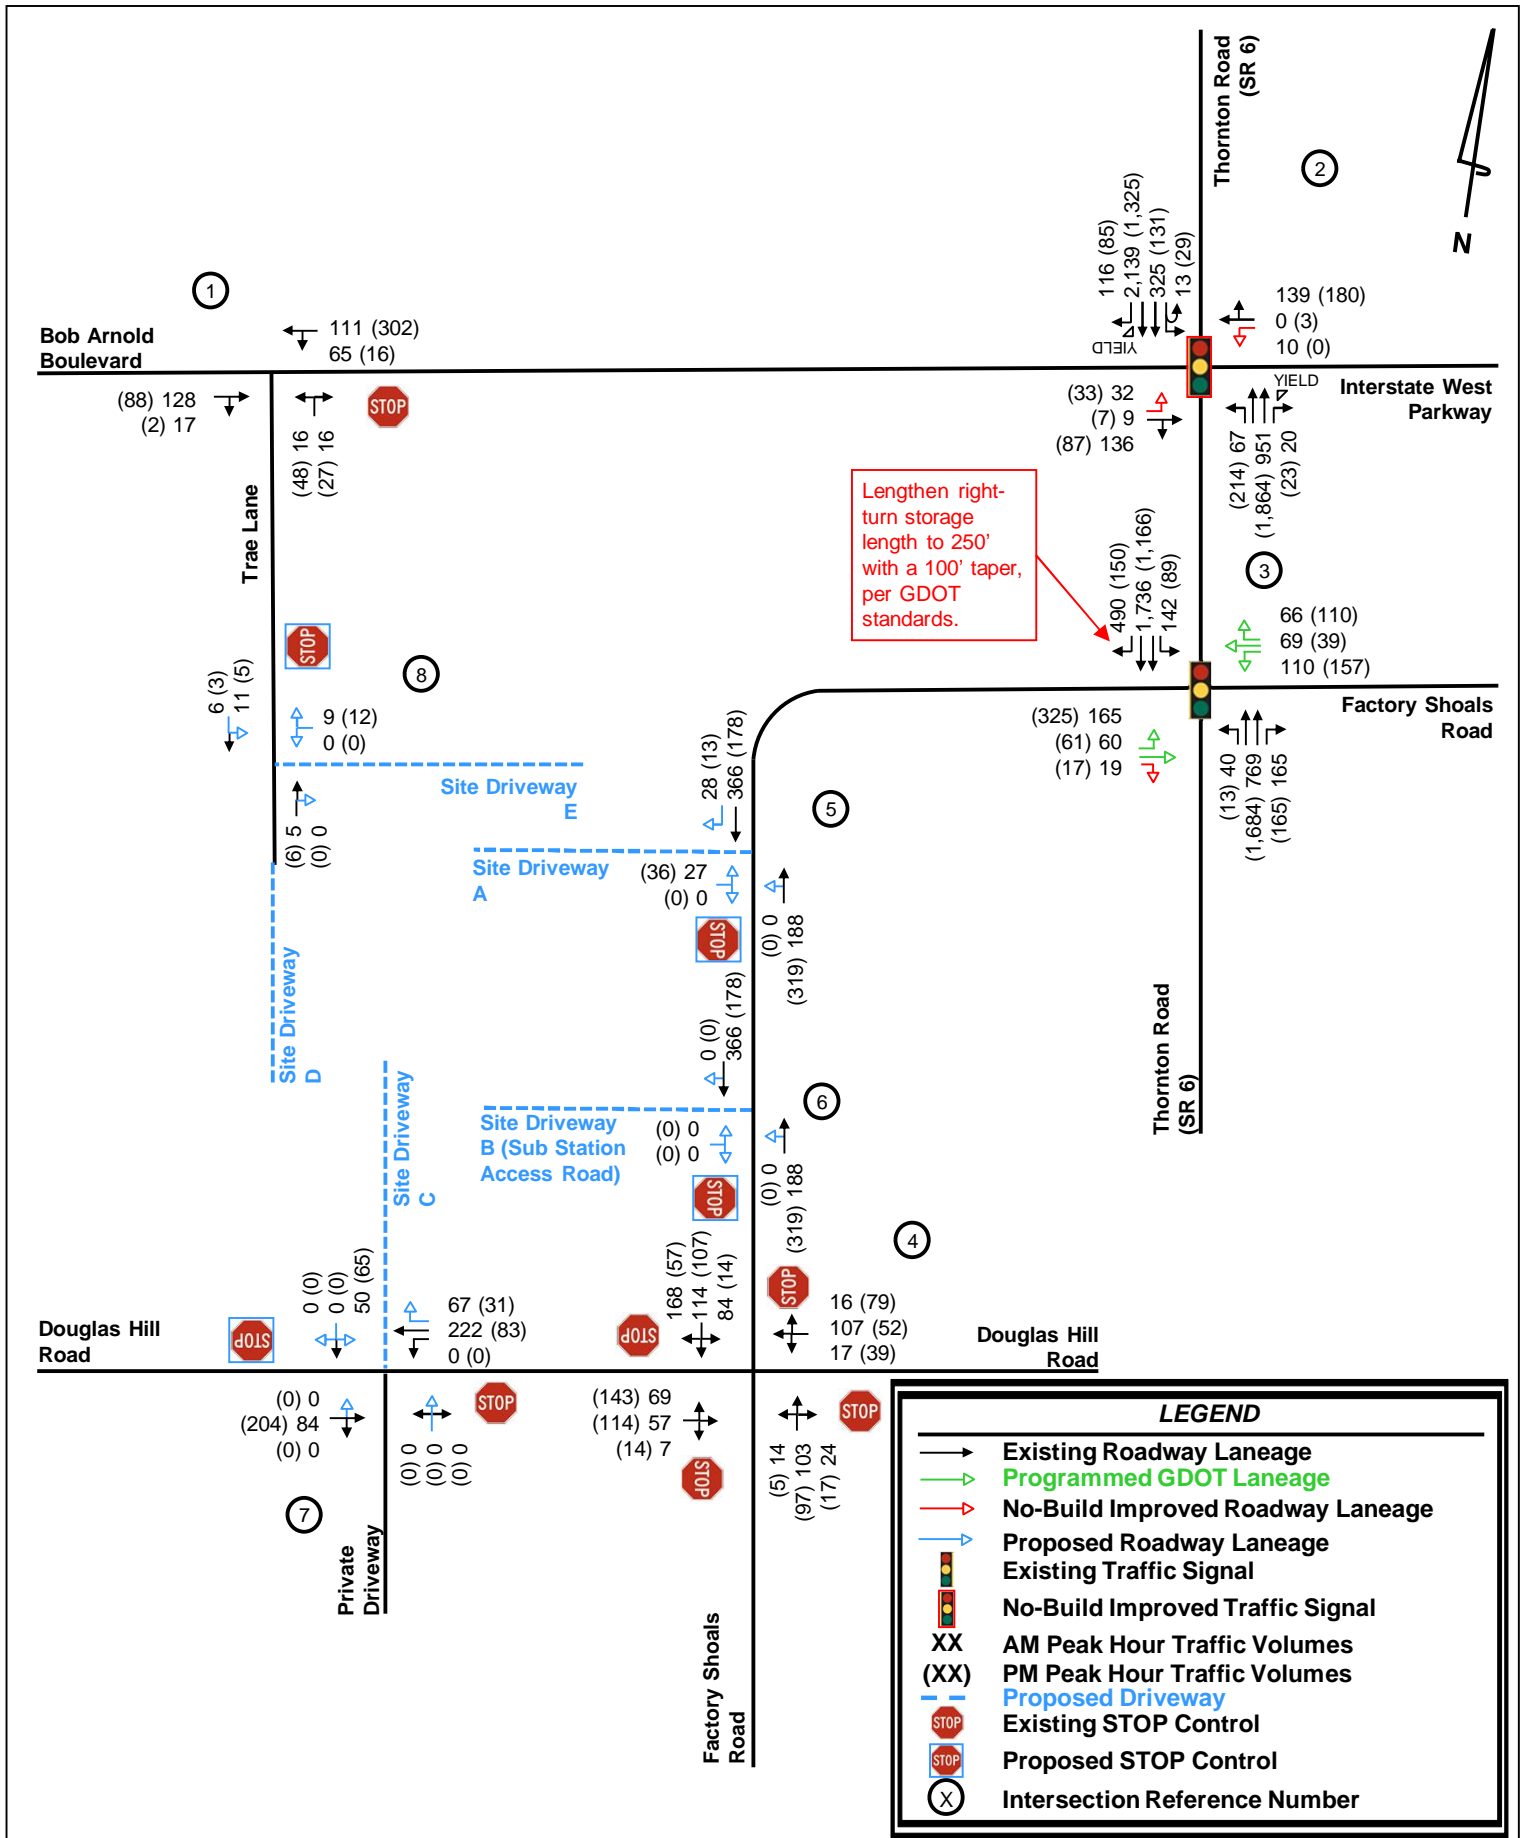 Thornton Road
(SR 6)
2
N
116 (85)
2,139 (1,325)
325 (131)
13 (29)
YIELD
139 (180)
0 (3)
10 (0)
1
Bob Arnold
Boulevard
111 (302)
65 (16)
(88) 128
(2) 17
STOP
(48) 16
(27) 16
Trae Lane
(33) 32
(7) 9
(87) 136
YIELD
Interstate West
Parkway
(214) 67
(1,864) 951
(23) 20
Lengthen right-
turn storage
length to 250'
with a 100' taper,
per GDOT
standards.
490 (150)
1,736 (1,166)
142 (89)
3
66 (110)
69 (39)
110 (157)
Factory Shoals
Road
(325) 165
(61) 60
(17) 19
(13) 40
(1,684) 769
(165) 165
STOP
8
6 (3)
11 (5)
9 (12)
0 (0)
Site Driveway
E
(6) 5
(0) 0
28 (13)
366 (178)
5
Site Driveway
A
(36) 27
(0) 0
STOP
(0) 0
(319) 188
Site Driveway
D
Thornton Road
(SR 6)
0 (0)
366 (178)
6
Site Driveway
B (Sub Station
Access Road)
(0) 0
(0) 0
STOP
(0) 0
(319) 188
Site Driveway
C
4
0 (0)
0 (0)
50 (65)
STOP
Douglas Hill
Road
67 (31)
222 (83)
0 (0)
STOP
168 (57)
114 (107)
84 (14)
STOP
16 (79)
107 (52)
17 (39)
Douglas Hill
Road
(0) 0
(204) 84
(0) 0
(0) 0
(0) 0
(0) 0
STOP
(143) 69
(114) 57
(14) 7
STOP
(5) 14
(97) 103
(17) 24
STOP
7
Private
Driveway
Factory Shoals
Road
LEGEND
Existing Roadway Laneage
Programmed GDOT Laneage
No-Build Improved Roadway Laneage
Proposed Roadway Laneage
Existing Traffic Signal
No-Build Improved Traffic Signal
XX AM Peak Hour Traffic Volumes
(XX) PM Peak Hour Traffic Volumes
Proposed Driveway
STOP Existing STOP Control
STOP Proposed STOP Control
X Intersection Reference Number